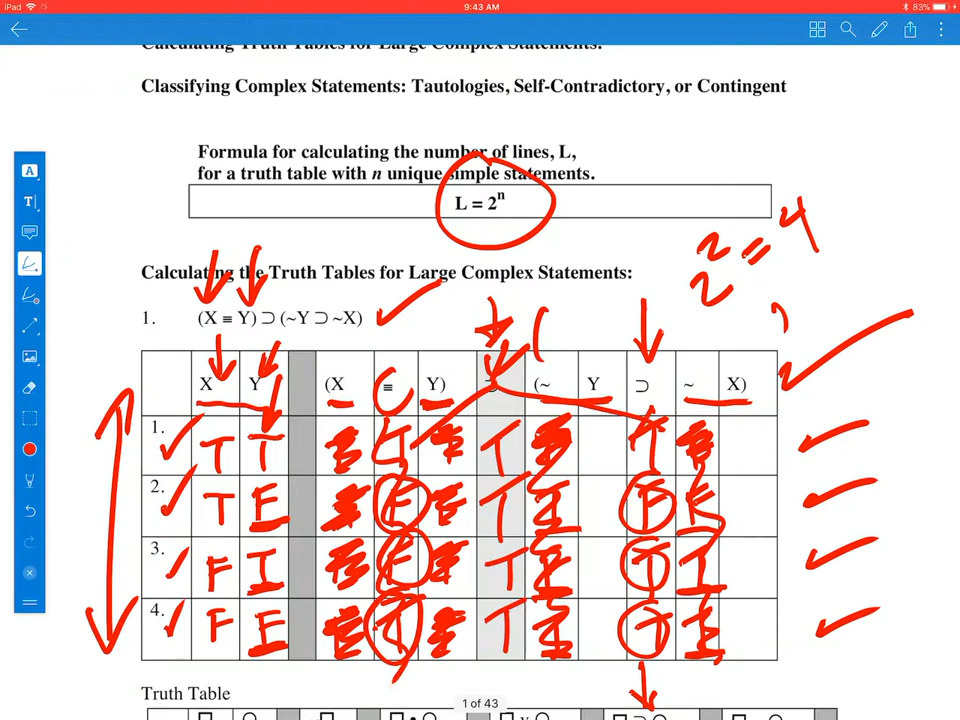 iPad 9:43 AM 83%
Calculating Truth Tables for Large Complex Statements:
Classifying Complex Statements: Tautologies, Self-Contradictory, or Contingent
Formula for calculating the number of lines, L,
for a truth table with n unique simple statements.
L = 2ⁿ
2² = 4
Calculating the Truth Tables for Large Complex Statements:
1. (X ≡ Y) ⊃ (~Y ⊃ ~X)
X Y (X ≡ Y) ⊃ (~ Y ⊃ ~ X)
1. T T T T T
2. T F F T F F
3. F T F T T T
4. F F T T T
Truth Table
1 of 43